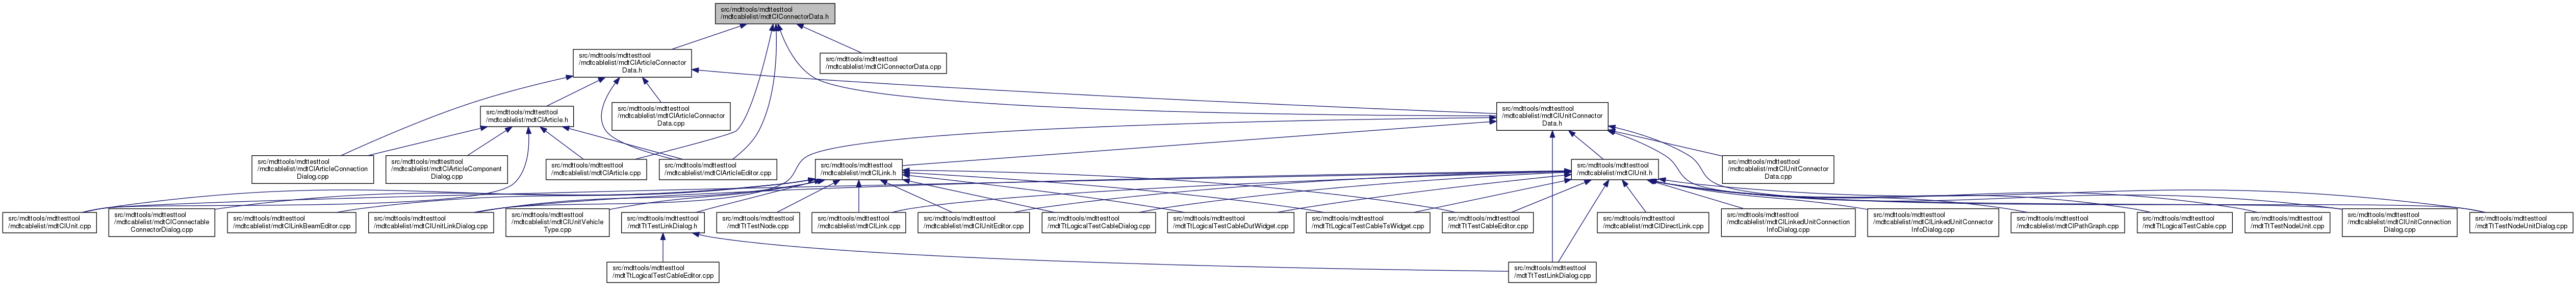 src/mdttools/mdttesttool
/mdtcablelist/mdtClConnectorData.h
src/mdttools/mdttesttool
/mdtcablelist/mdtClArticleConnector
Data.h
src/mdttools/mdttesttool
/mdtcablelist/mdtClConnectorData.cpp
src/mdttools/mdttesttool
/mdtcablelist/mdtClArticle.h
src/mdttools/mdttesttool
/mdtcablelist/mdtClArticleConnector
Data.cpp
src/mdttools/mdttesttool
/mdtcablelist/mdtClUnitConnector
Data.h
src/mdttools/mdttesttool
/mdtcablelist/mdtClArticleConnection
Dialog.cpp
src/mdttools/mdttesttool
/mdtcablelist/mdtClArticleComponent
Dialog.cpp
src/mdttools/mdttesttool
/mdtcablelist/mdtClArticle.cpp
src/mdttools/mdttesttool
/mdtcablelist/mdtClArticleEditor.cpp
src/mdttools/mdttesttool
/mdtcablelist/mdtClLink.h
src/mdttools/mdttesttool
/mdtcablelist/mdtClUnit.h
src/mdttools/mdttesttool
/mdtcablelist/mdtClUnitConnector
Data.cpp
src/mdttools/mdttesttool
/mdtcablelist/mdtClUnit.cpp
src/mdttools/mdttesttool
/mdtcablelist/mdtClConnectable
ConnectorDialog.cpp
src/mdttools/mdttesttool
/mdtcablelist/mdtClLinkBeamEditor.cpp
src/mdttools/mdttesttool
/mdtcablelist/mdtClUnitLinkDialog.cpp
src/mdttools/mdttesttool
/mdtcablelist/mdtClUnitVehicle
Type.cpp
src/mdttools/mdttesttool
/mdtTtTestLinkDialog.h
src/mdttools/mdttesttool
/mdtTtTestNode.cpp
src/mdttools/mdttesttool
/mdtcablelist/mdtClLink.cpp
src/mdttools/mdttesttool
/mdtcablelist/mdtClUnitEditor.cpp
src/mdttools/mdttesttool
/mdtTtLogicalTestCableDialog.cpp
src/mdttools/mdttesttool
/mdtTtLogicalTestCableDutWidget.cpp
src/mdttools/mdttesttool
/mdtTtLogicalTestCableTsWidget.cpp
src/mdttools/mdttesttool
/mdtTtTestCableEditor.cpp
src/mdttools/mdttesttool
/mdtcablelist/mdtClDirectLink.cpp
src/mdttools/mdttesttool
/mdtcablelist/mdtClLinkedUnitConnection
InfoDialog.cpp
src/mdttools/mdttesttool
/mdtcablelist/mdtClLinkedUnitConnector
InfoDialog.cpp
src/mdttools/mdttesttool
/mdtcablelist/mdtClPathGraph.cpp
src/mdttools/mdttesttool
/mdtTtLogicalTestCable.cpp
src/mdttools/mdttesttool
/mdtTtTestNodeUnit.cpp
src/mdttools/mdttesttool
/mdtcablelist/mdtClUnitConnection
Dialog.cpp
src/mdttools/mdttesttool
/mdtTtTestNodeUnitDialog.cpp
src/mdttools/mdttesttool
/mdtTtLogicalTestCableEditor.cpp
src/mdttools/mdttesttool
/mdtTtTestLinkDialog.cpp